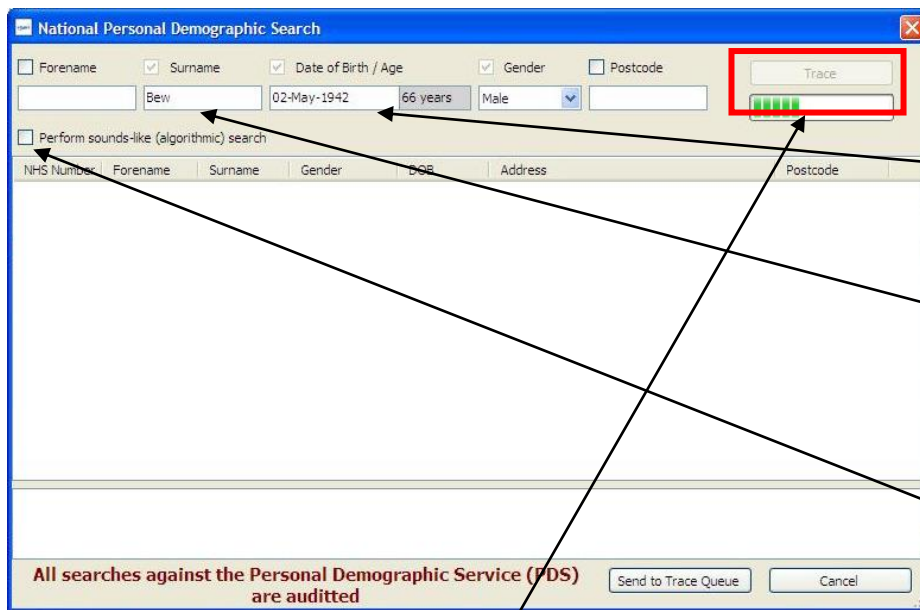 National Personal Demographic Search
Forename Surname Date of Birth / Age Gender Postcode Trace
Bew 02-May-1942 66 years Male
Perform sounds-like (algorithmic) search
NHS Number Forename Surname Gender DOB Address Postcode
All searches against the Personal Demographic Service (PDS)
are auditted
Send to Trace Queue Cancel